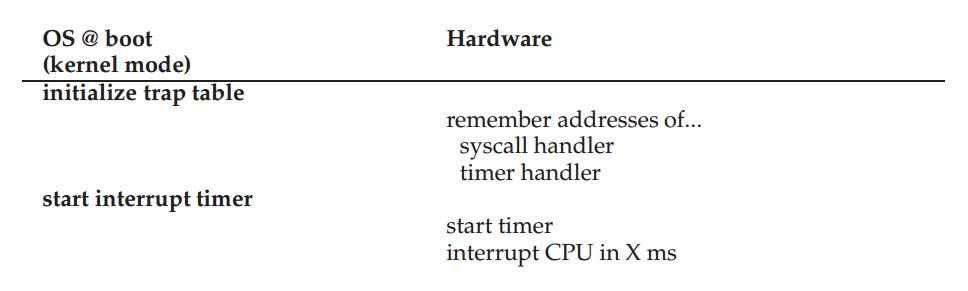 OS @ boot Hardware
(kernel mode)
initialize trap table
remember addresses of...
syscall handler
timer handler
start interrupt timer
start timer
interrupt CPU in X ms